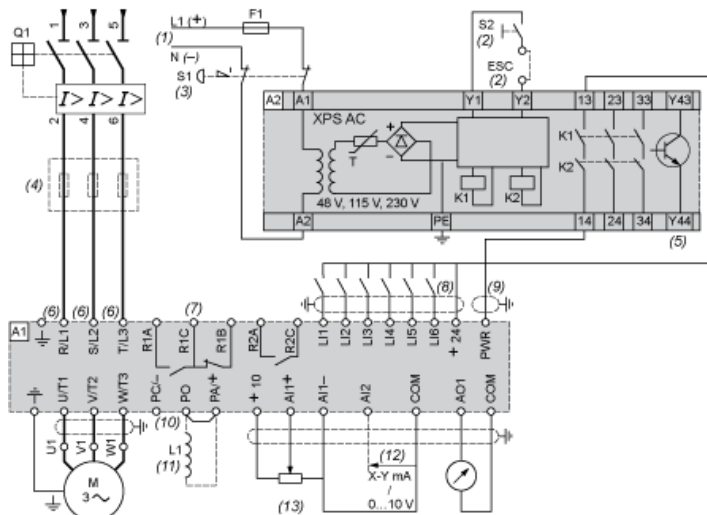 1 3 5
Q1
I> I> I>
2 4 6
(4)
L1 (+)
F1
(1)
N (–)
S1
(3)
S2
(2)
ESC
(2)
A2 A1 Y1 Y2 13 23 33 Y43
XPS AC
T
+
–
K1
K2
K1 K2
48 V, 115 V, 230 V
A2 PE 14 24 34 Y44
(5)
(6) (6) (6) (7) (8) (9)
A1
R/L1 S/L2 T/L3 R1A R1C R1B R2A R2C LI1 LI2 LI3 LI4 LI5 LI6 + 24 PWR
U/T1 V/T2 W/T3 PC/- PO PA/+ + 10 AI1+ AI1– AI2 COM AO1 COM
(10)
U1 V1 W1
L1
(11)
(12)
X-Y mA
/
0...10 V
(13)
M
3 ~